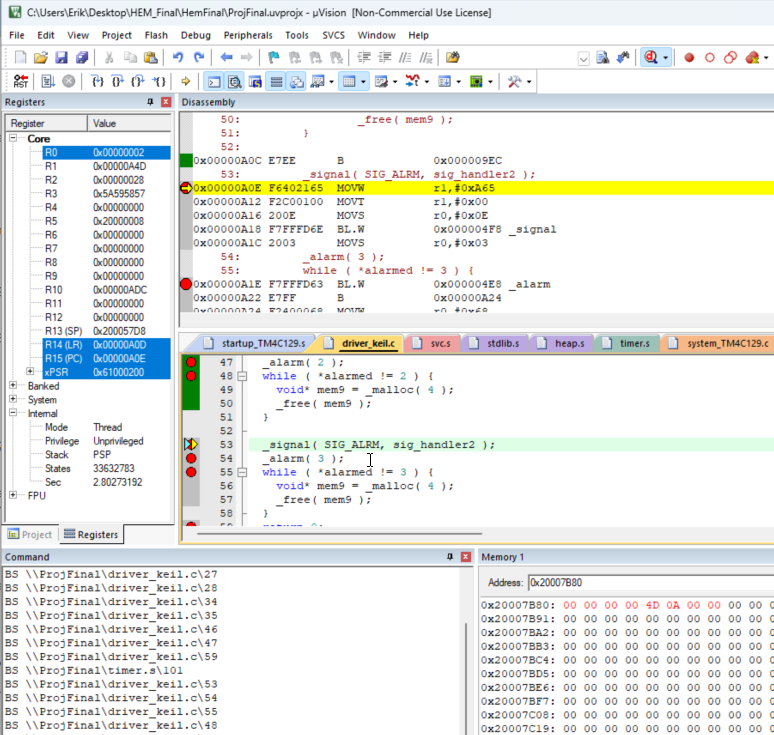 C:\Users\Erik\Desktop\HEM_Final\HemFinal\ProjFinal.uvprojx - µVision [Non-Commercial Use License]
File Edit View Project Flash Debug Peripherals Tools SVCS Window Help
RST
Registers
Register Value
Core
R0 0x00000002
R1 0x00000A4D
R2 0x00000028
R3 0x5A595857
R4 0x00000000
R5 0x20000008
R6 0x00000000
R7 0x00000000
R8 0x00000000
R9 0x00000000
R10 0x00000ADC
R11 0x00000000
R12 0x00000000
R13 (SP) 0x200057D8
R14 (LR) 0x00000A0D
R15 (PC) 0x00000A0E
xPSR 0x61000200
Banked
System
Internal
Mode Thread
Privilege Unprivileged
Stack PSP
States 33632783
Sec 2.80273192
FPU
Project Registers
Disassembly
50: _free( mem9 );
51: }
52:
0x00000A0C E7EE B 0x000009EC
53: _signal( SIG_ALRM, sig_handler2 );
0x00000A0E F6402165 MOVW r1,#0xA65
0x00000A12 F2C00100 MOVT r1,#0x00
0x00000A16 200E MOVS r0,#0x0E
0x00000A18 F7FFFD6E BL.W 0x000004F8 _signal
0x00000A1C 2003 MOVS r0,#0x03
54: _alarm( 3 );
55: while ( *alarmed != 3 ) {
0x00000A1E F7FFFD63 BL.W 0x000004E8 _alarm
0x00000A22 E7FF B 0x00000A24
0x00000A24 F2400068 MOVW r0,#0x68
startup_TM4C129.s driver_keil.c svc.s stdlib.s heap.s timer.s system_TM4C129.c
47 _alarm( 2 );
48 while ( *alarmed != 2 ) {
49 void* mem9 = _malloc( 4 );
50 _free( mem9 );
51 }
52
53 _signal( SIG_ALRM, sig_handler2 );
54 _alarm( 3 );
55 while ( *alarmed != 3 ) {
56 void* mem9 = _malloc( 4 );
57 _free( mem9 );
58 }
Command
BS \\ProjFinal\driver_keil.c\27
BS \\ProjFinal\driver_keil.c\28
BS \\ProjFinal\driver_keil.c\34
BS \\ProjFinal\driver_keil.c\35
BS \\ProjFinal\driver_keil.c\46
BS \\ProjFinal\driver_keil.c\47
BS \\ProjFinal\driver_keil.c\59
BS \\ProjFinal\timer.s\101
BS \\ProjFinal\driver_keil.c\53
BS \\ProjFinal\driver_keil.c\54
BS \\ProjFinal\driver_keil.c\55
BS \\ProjFinal\driver_keil.c\48
Memory 1
Address: 0x20007B80
0x20007B80: 00 00 00 00 4D 0A 00 00 00 00 0
0x20007B91: 00 00 00 00 00 00 00 00 00 00 0
0x20007BA2: 00 00 00 00 00 00 00 00 00 00 0
0x20007BB3: 00 00 00 00 00 00 00 00 00 00 0
0x20007BC4: 00 00 00 00 00 00 00 00 00 00 0
0x20007BD5: 00 00 00 00 00 00 00 00 00 00 0
0x20007BE6: 00 00 00 00 00 00 00 00 00 00 0
0x20007BF7: 00 00 00 00 00 00 00 00 00 00 0
0x20007C08: 00 00 00 00 00 00 00 00 00 00 0
0x20007C19: 00 00 00 00 00 00 00 00 00 00 0